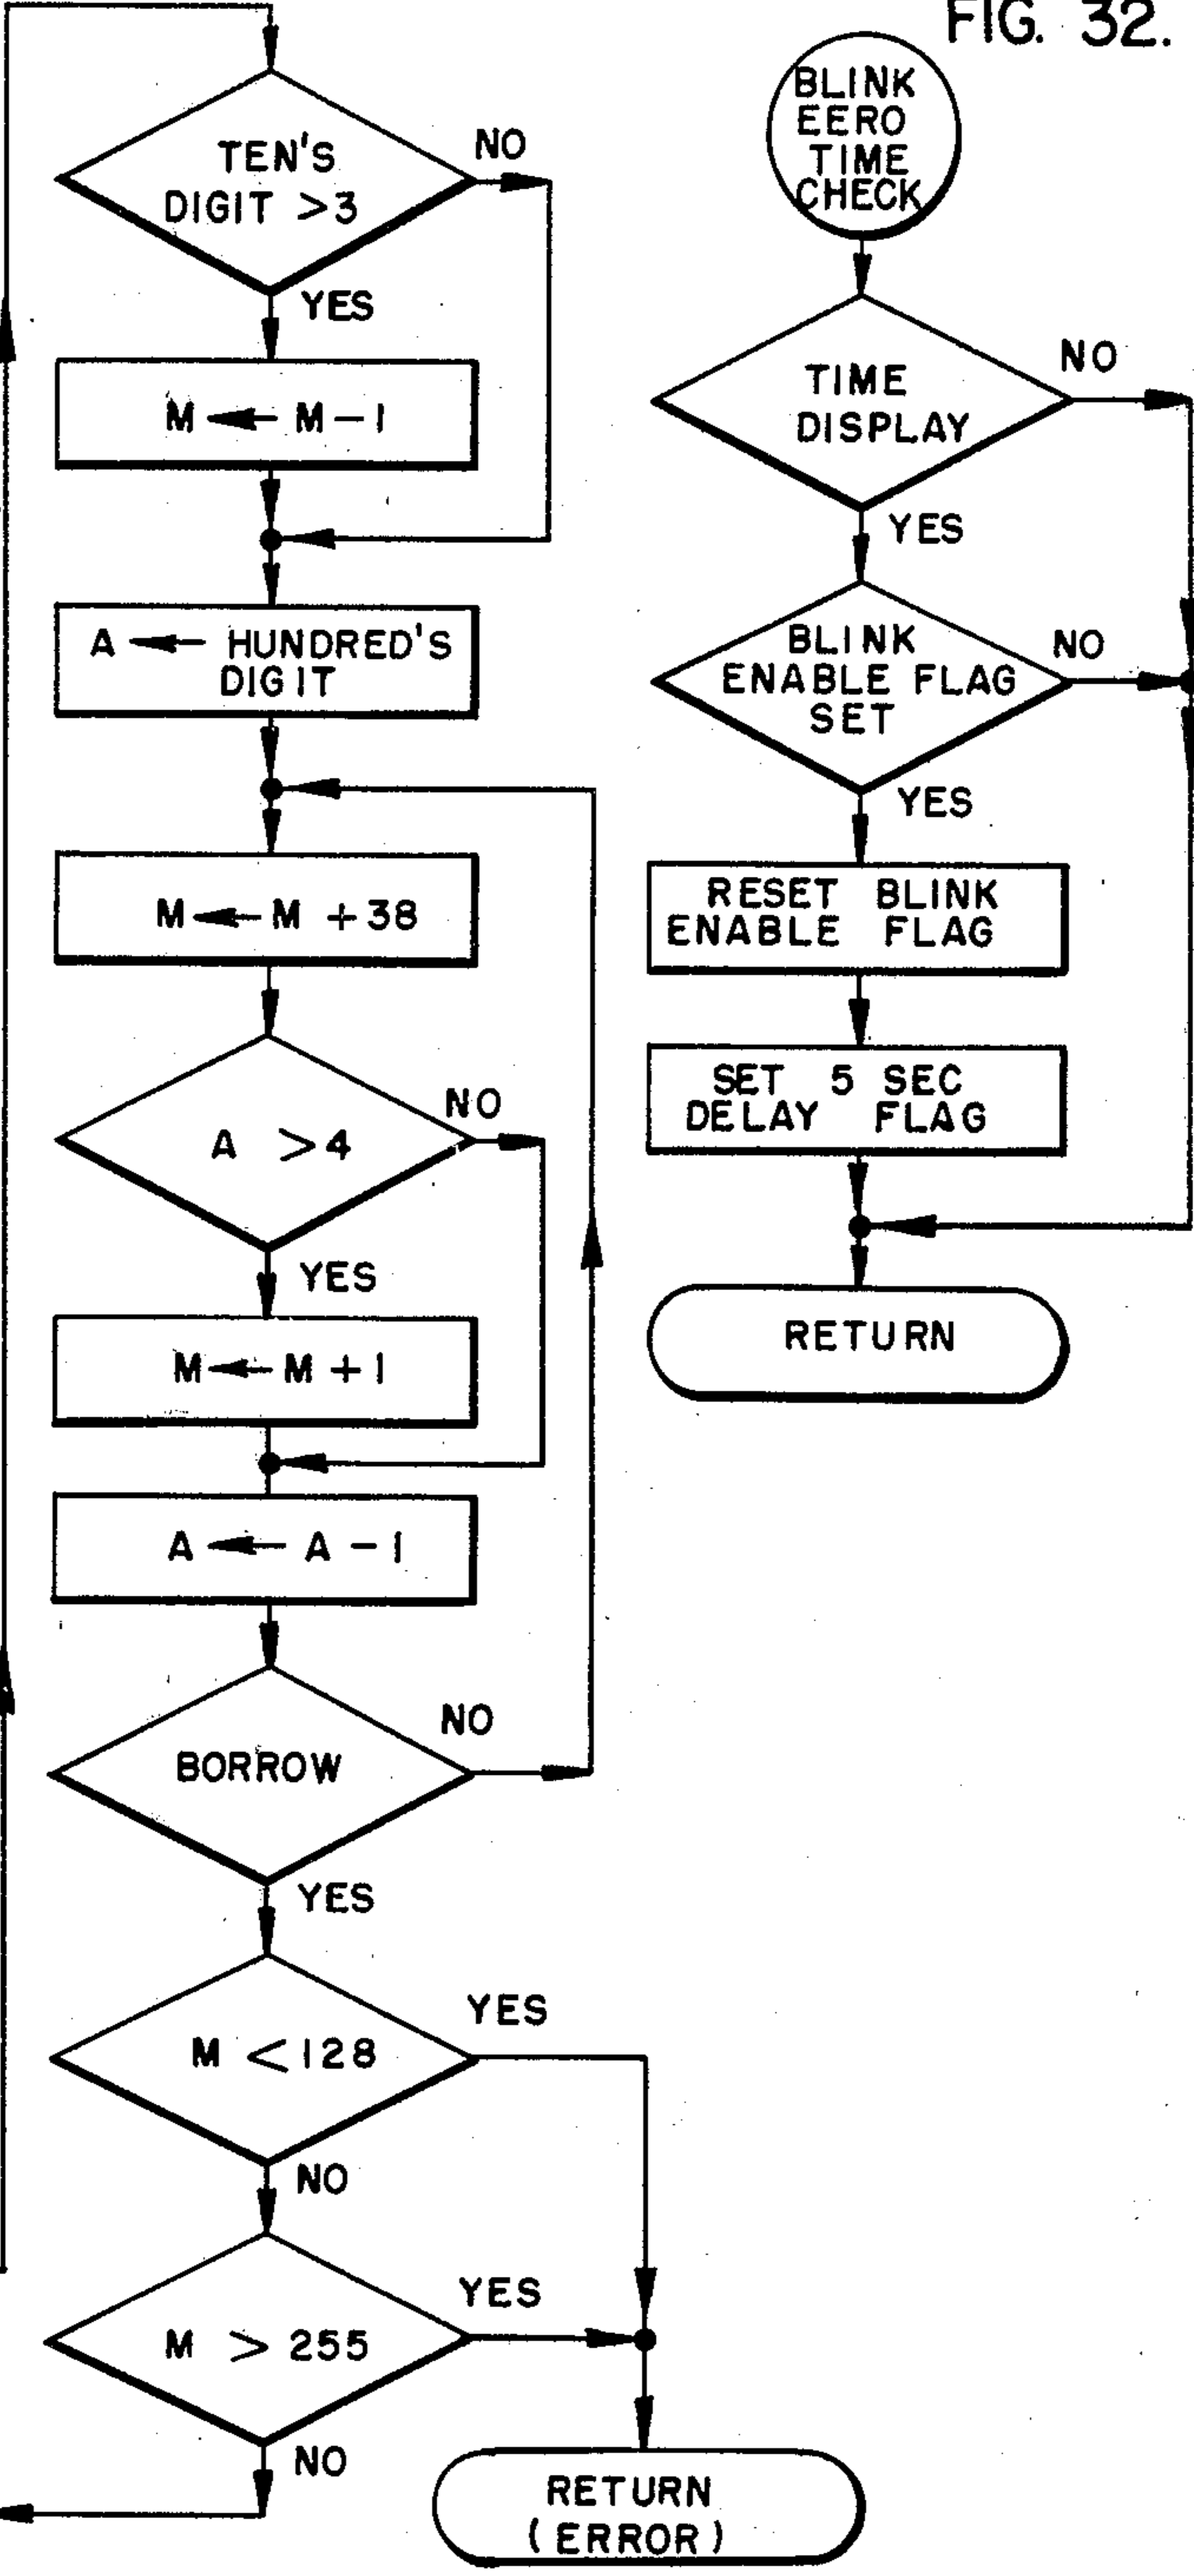 FIG. 32.
TEN'S
DIGIT >3
NO
YES
M ← M-1
A ← HUNDRED'S
DIGIT
M ← M +38
A >4
NO
YES
M ← M +1
A ← A -1
BORROW
NO
YES
M <128
YES
NO
M > 255
YES
NO
RETURN
(ERROR)
BLINK
EERO
TIME
CHECK
TIME
DISPLAY
NO
YES
BLINK
ENABLE FLAG
SET
NO
YES
RESET BLINK
ENABLE FLAG
SET 5 SEC
DELAY FLAG
RETURN